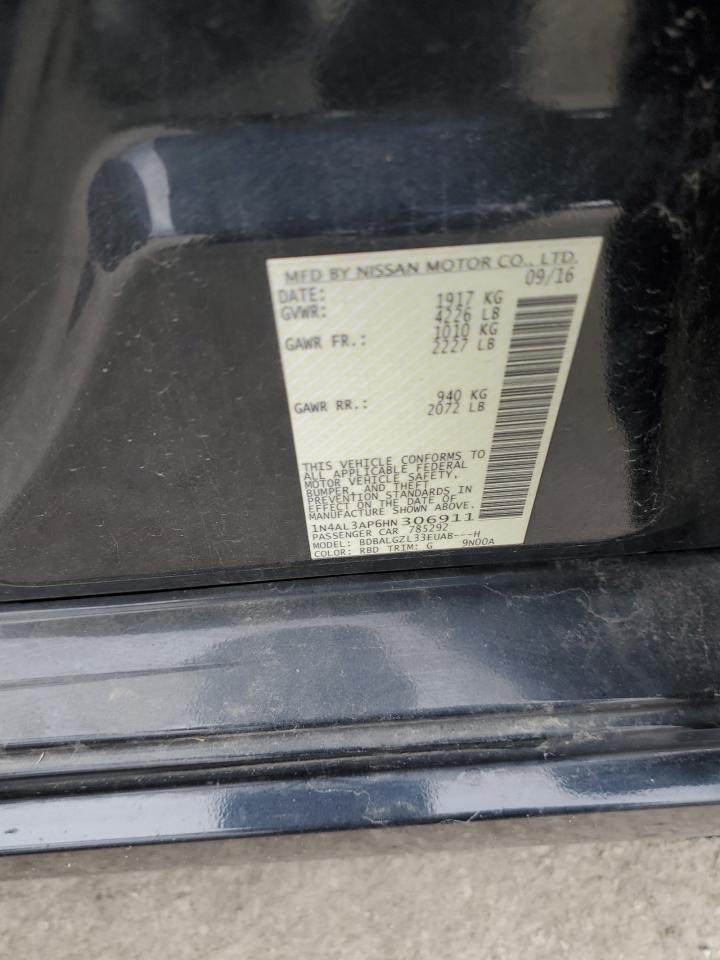 MFD BY NISSAN MOTOR CO., LTD.
DATE: 09/16
GVWR: 1917 KG
4226 LB
GAWR FR.: 1010 KG
2227 LB
GAWR RR.: 940 KG
2072 LB
THIS VEHICLE CONFORMS TO
ALL APPLICABLE FEDERAL
MOTOR VEHICLE SAFETY,
BUMPER, AND THEFT
PREVENTION STANDARDS IN
EFFECT ON THE DATE OF
MANUFACTURE SHOWN ABOVE.
1N4AL3AP6HN306911
PASSENGER CAR 785292
MODEL: BDBALGZL33EUAB---H
COLOR: RBD TRIM: G 9N00A